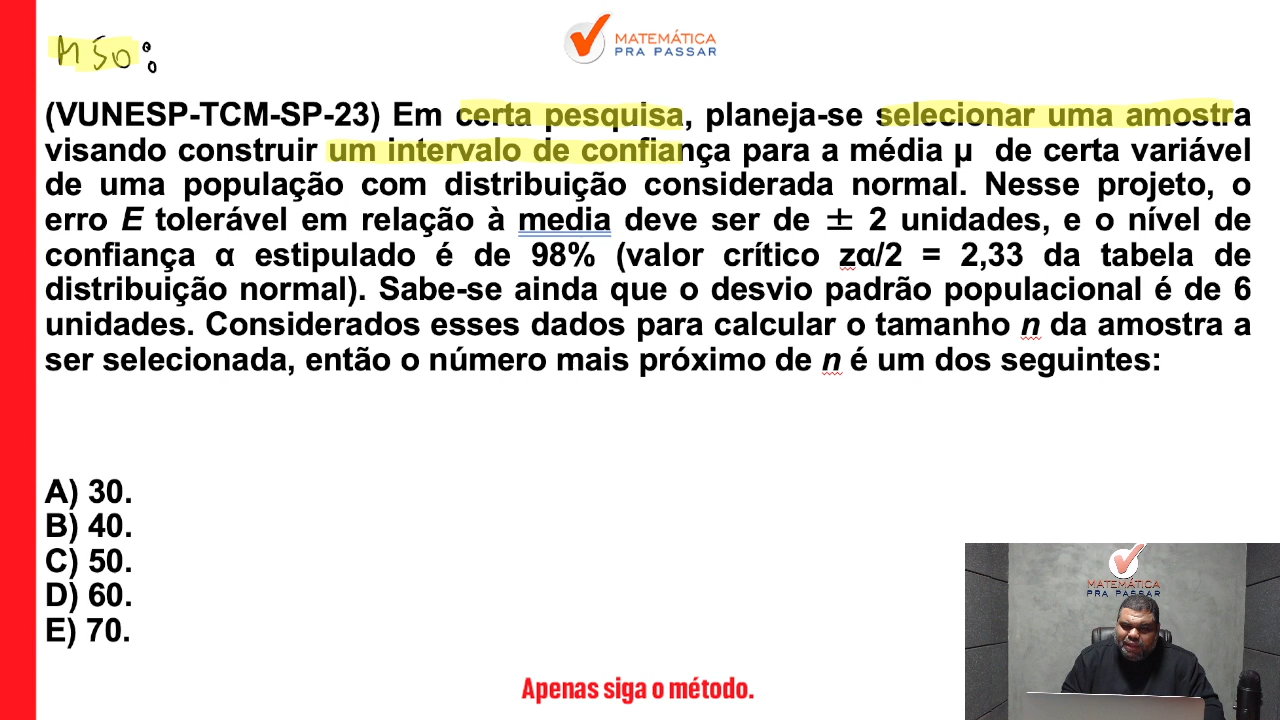 M50:
MATEMÁTICA
PRA PASSAR
(VUNESP-TCM-SP-23) Em certa pesquisa, planeja-se selecionar uma amostra
visando construir um intervalo de confiança para a média μ de certa variável
de uma população com distribuição considerada normal. Nesse projeto, o
erro E tolerável em relação à media deve ser de ± 2 unidades, e o nível de
confiança α estipulado é de 98% (valor crítico zα/2 = 2,33 da tabela de
distribuição normal). Sabe-se ainda que o desvio padrão populacional é de 6
unidades. Considerados esses dados para calcular o tamanho n da amostra a
ser selecionada, então o número mais próximo de n é um dos seguintes:
A) 30.
B) 40.
C) 50.
D) 60.
E) 70.
MATEMÁTICA
PRA PASSAR
Apenas siga o método.